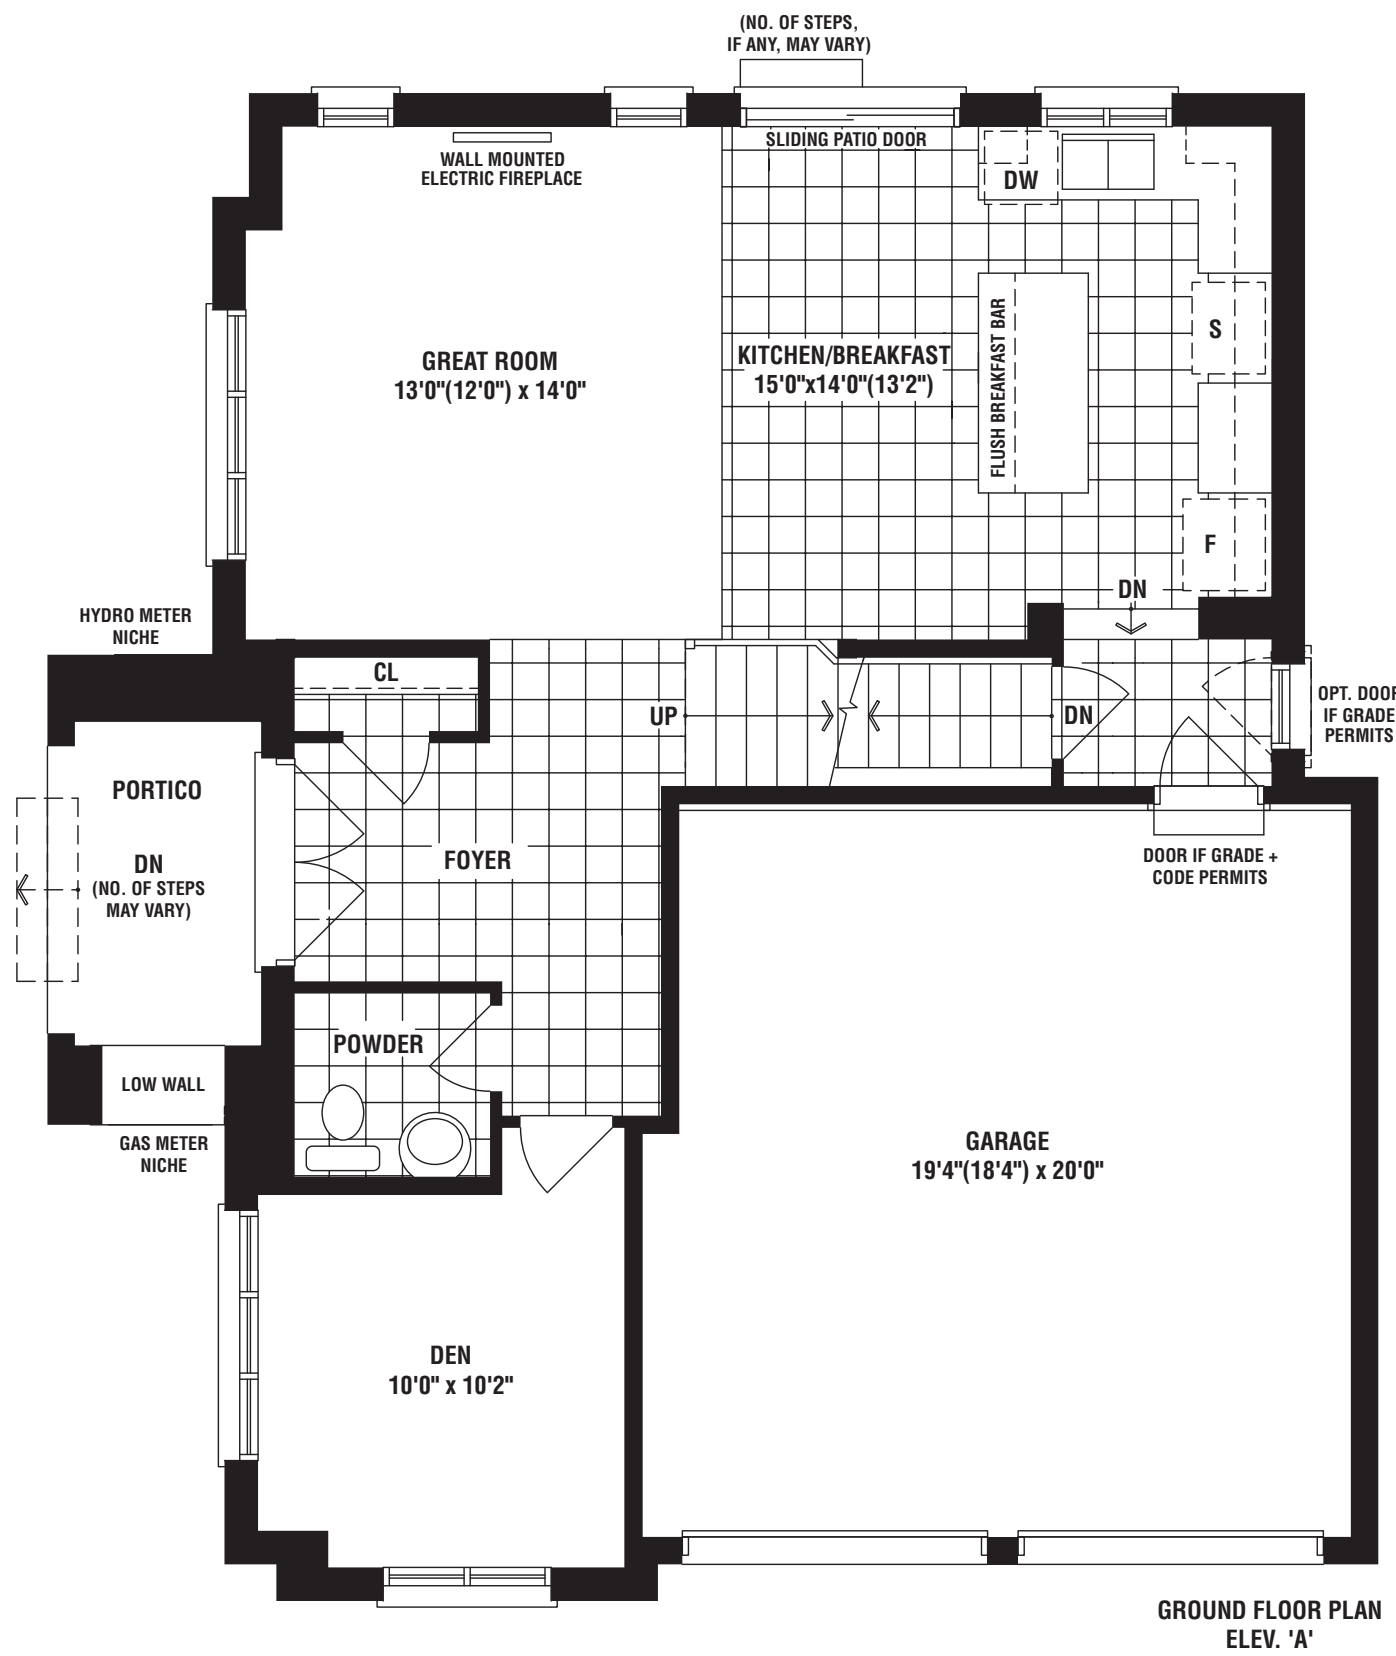 (NO. OF STEPS,
IF ANY, MAY VARY)
SLIDING PATIO DOOR
WALL MOUNTED
ELECTRIC FIREPLACE
DW
S
FLUSH BREAKFAST BAR
GREAT ROOM
13'0"(12'0") x 14'0"
KITCHEN/BREAKFAST
15'0"x14'0"(13'2")
F
DN
HYDRO METER
NICHE
CL
UP
DN
OPT. DOOR
IF GRADE
PERMITS
PORTICO
DN
(NO. OF STEPS
MAY VARY)
FOYER
DOOR IF GRADE +
CODE PERMITS
POWDER
LOW WALL
GAS METER
NICHE
GARAGE
19'4"(18'4") x 20'0"
DEN
10'0" x 10'2"
GROUND FLOOR PLAN
ELEV. 'A'